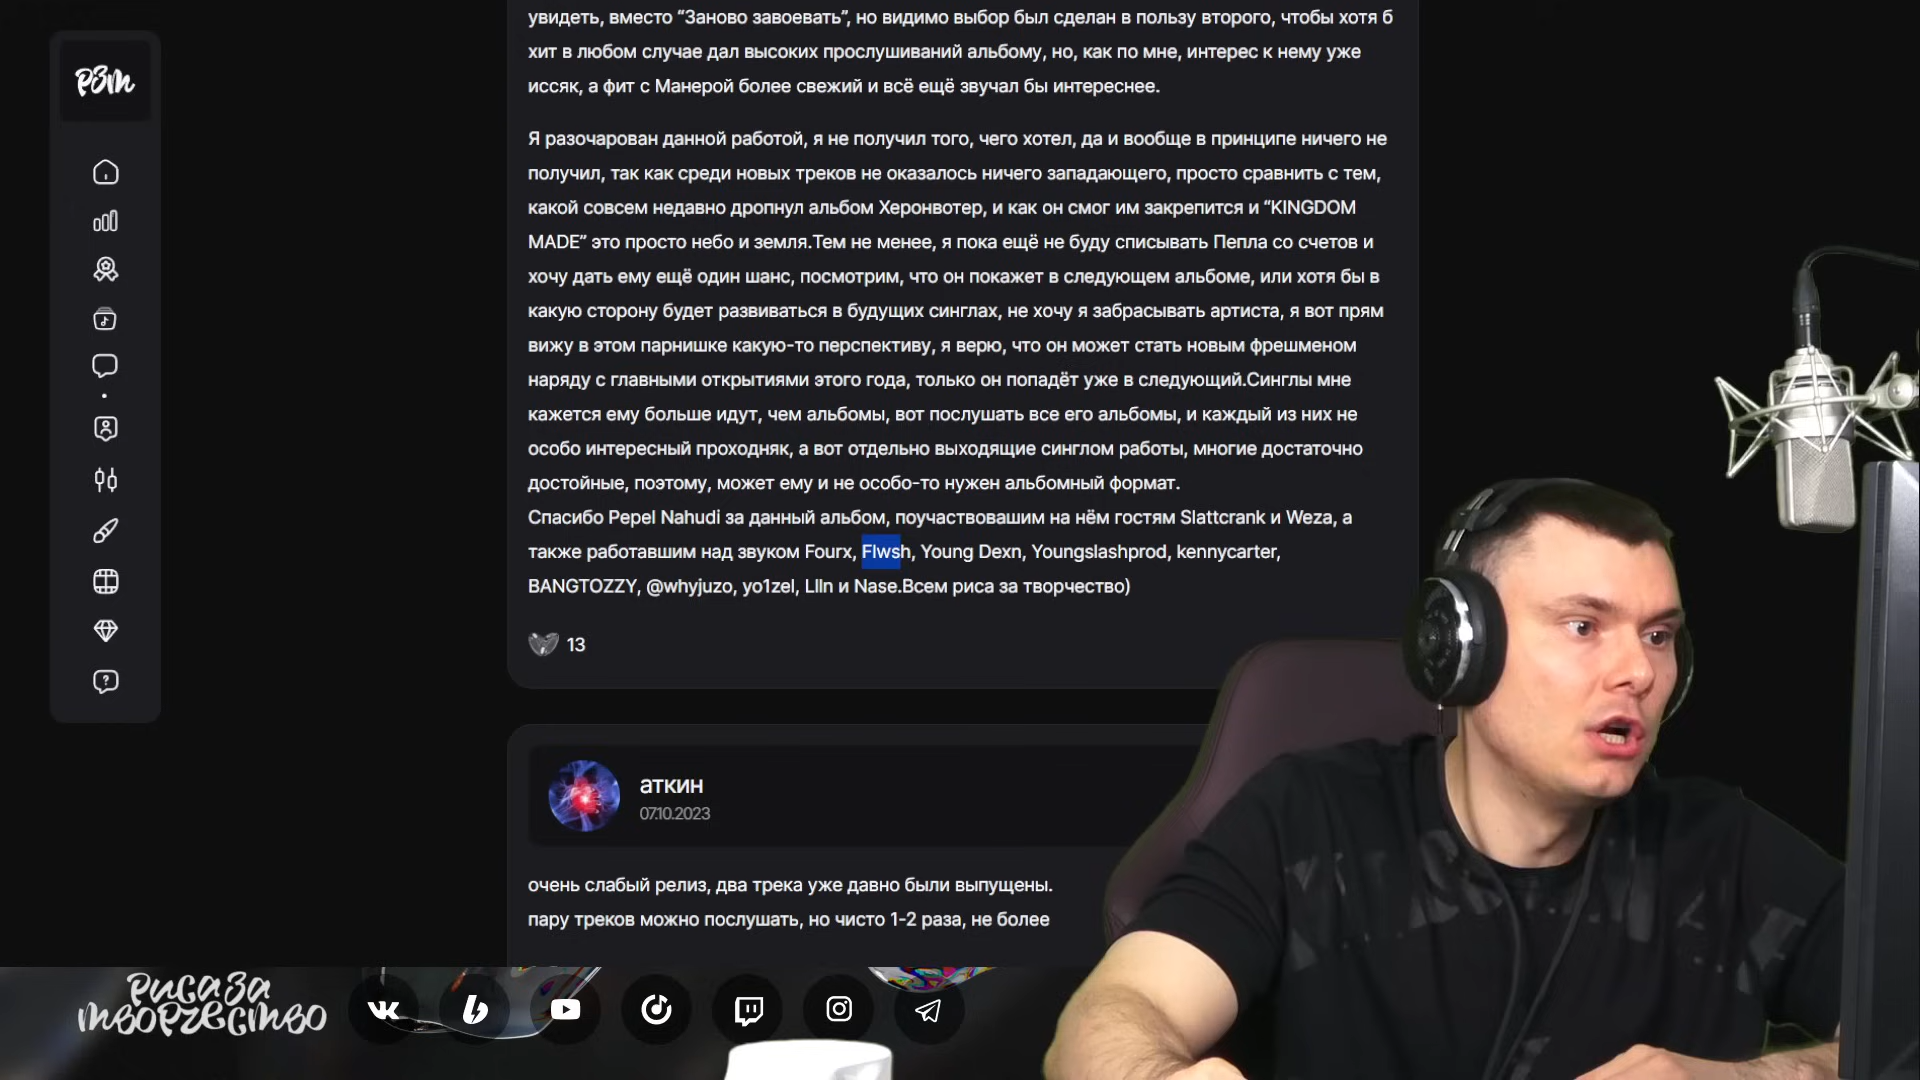 увидеть, вместо “Заново завоевать”, но видимо выбор был сделан в пользу второго, чтобы хотя б
хит в любом случае дал высоких прослушиваний альбому, но, как по мне, интерес к нему уже
иссяк, а фит с Манерой более свежий и всё ещё звучал бы интереснее.
РЗТ
Я разочарован данной работой, я не получил того, чего хотел, да и вообще в принципе ничего не
получил, так как среди новых треков не оказалось ничего западающего, просто сравнить с тем,
какой совсем недавно дропнул альбом Херонвотер, и как он смог им закрепится и “KINGDOM
MADE” это просто небо и земля.Тем не менее, я пока ещё не буду списывать Пепла со счетов и
хочу дать ему ещё один шанс, посмотрим, что он покажет в следующем альбоме, или хотя бы в
какую сторону будет развиваться в будущих синглах, не хочу я забрасывать артиста, я вот прям
вижу в этом парнишке какую-то перспективу, я верю, что он может стать новым фрешменом
наряду с главными открытиями этого года, только он попадёт уже в следующий.Синглы мне
кажется ему больше идут, чем альбомы, вот послушать все его альбомы, и каждый из них не
особо интересный проходняк, а вот отдельно выходящие синглом работы, многие достаточно
достойные, поэтому, может ему и не особо-то нужен альбомный формат.
Спасибо Pepel Nahudi за данный альбом, поучаствовашим на нём гостям Slattcrank и Weza, а
также работавшим над звуком Fourx, Flwsh, Young Dexn, Youngslashprod, kennycarter,
BANGTOZZY, @whyjuzo, yo1zel, Llln и Nase.Всем риса за творчество)
13
аткин
07.10.2023
очень слабый релиз, два трека уже давно были выпущены.
пару треков можно послушать, но чисто 1-2 раза, не более
Риса За
Творчество